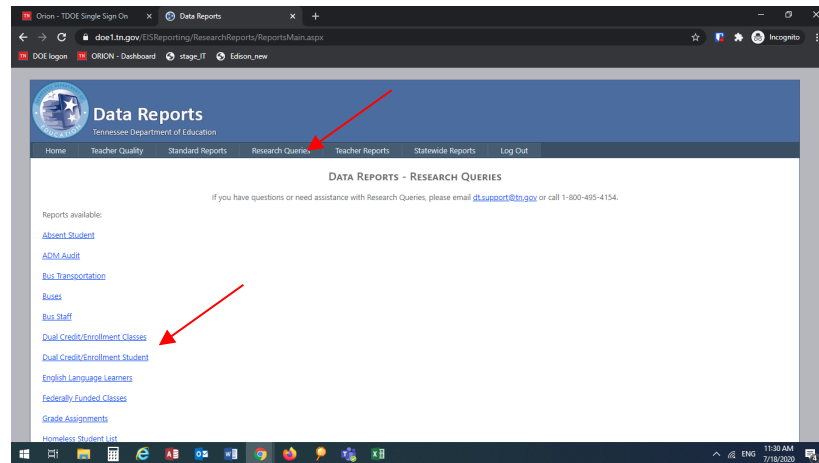 Orion - TDOE Single Sign On
Data Reports
doe1.tn.gov/EISReporting/ResearchReports/ReportsMain.aspx
Incognito
DOE logon
ORION - Dashboard
stage_IT
Edison_new
Data Reports
Tennessee Department of Education
Home Teacher Quality Standard Reports Research Queries Teacher Reports Statewide Reports Log Out
DATA REPORTS - RESEARCH QUERIES
If you have questions or need assistance with Research Queries, please email dt.support@tn.gov or call 1-800-495-4154.
Reports available:
Absent Student
ADM Audit
Bus Transportation
Buses
Bus Staff
Dual Credit/Enrollment Classes
Dual Credit/Enrollment Student
English Language Learners
Federally Funded Classes
Grade Assignments
Homeless Student List
ENG
11:30 AM
7/18/2020